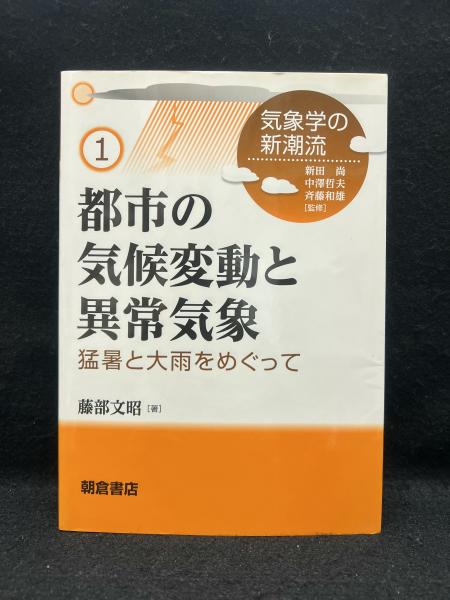 気象学の
新潮流
新田 尚
中澤哲夫
斉藤和雄
[監修]
1
都市の
気候変動と
異常気象
猛暑と大雨をめぐって
藤部文昭 [著]
朝倉書店